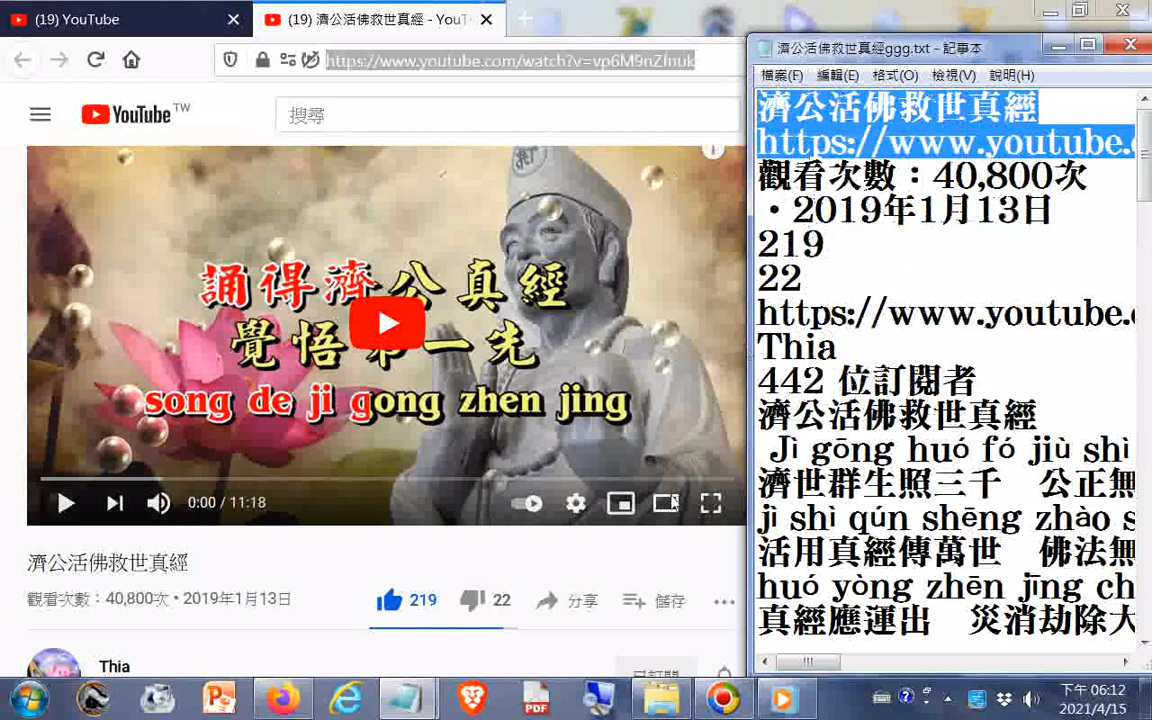 (19) YouTube
(19) 濟公活佛救世真經 - YouT
https://www.youtube.com/watch?v=vp6M9nZfnuk
YouTube TW
搜尋
誦得濟公真經
覺悟第一先
song de ji gong zhen jing
0:00 / 11:18
濟公活佛救世真經
觀看次數：40,800次・2019年1月13日
219
22
分享
儲存
Thia
已訂閱
濟公活佛救世真經ggg.txt - 記事本
檔案(F) 編輯(E) 格式(O) 檢視(V) 說明(H)
濟公活佛救世真經
https://www.youtube.c
觀看次數：40,800次
・2019年1月13日
219
22
https://www.youtube.c
Thia
442 位訂閱者
濟公活佛救世真經
Jì gōng huó fó jiù shì
濟世群生照三千 公正無
jì shì qún shēng zhào s
活用真經傳萬世 佛法無
huó yòng zhēn jīng ch
真經應運出 災消劫除大
PDF
下午 06:12
2021/4/15